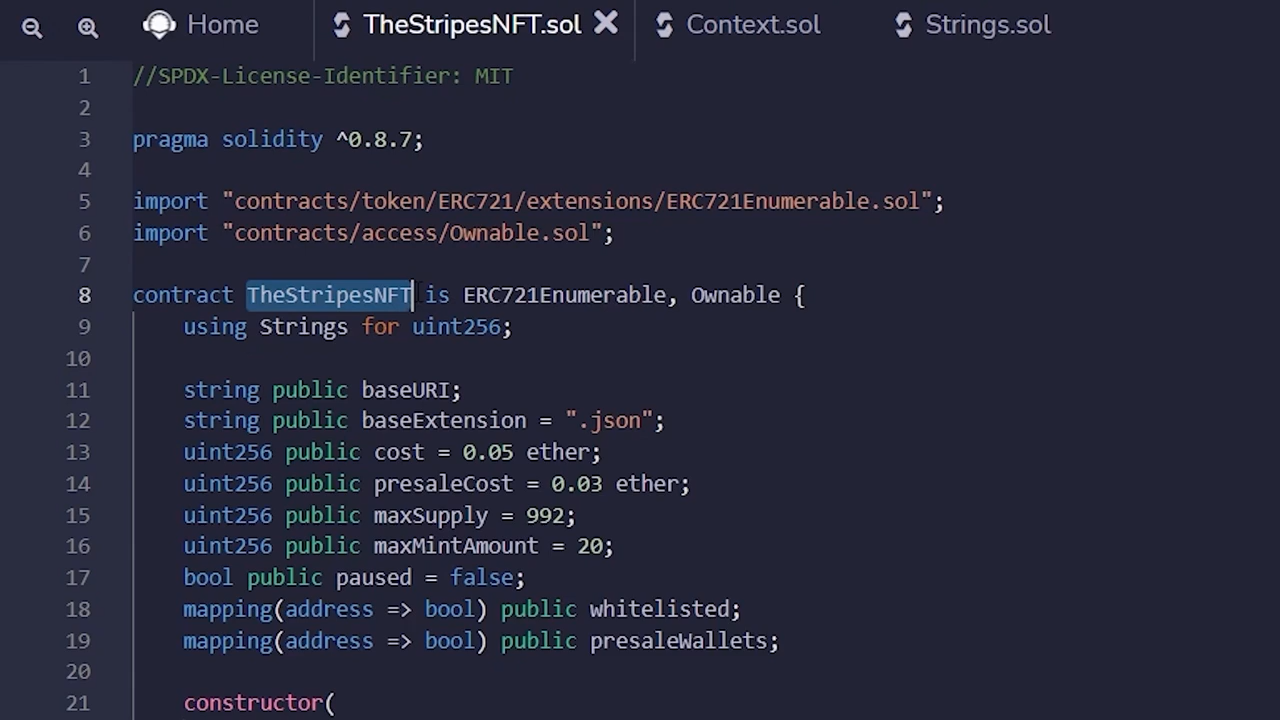 Home TheStripesNFT.sol Context.sol Strings.sol
1 //SPDX-License-Identifier: MIT
2
3 pragma solidity ^0.8.7;
4
5 import "contracts/token/ERC721/extensions/ERC721Enumerable.sol";
6 import "contracts/access/Ownable.sol";
7
8 contract TheStripesNFT is ERC721Enumerable, Ownable {
9 using Strings for uint256;
10
11 string public baseURI;
12 string public baseExtension = ".json";
13 uint256 public cost = 0.05 ether;
14 uint256 public presaleCost = 0.03 ether;
15 uint256 public maxSupply = 992;
16 uint256 public maxMintAmount = 20;
17 bool public paused = false;
18 mapping(address => bool) public whitelisted;
19 mapping(address => bool) public presaleWallets;
20
21 constructor(